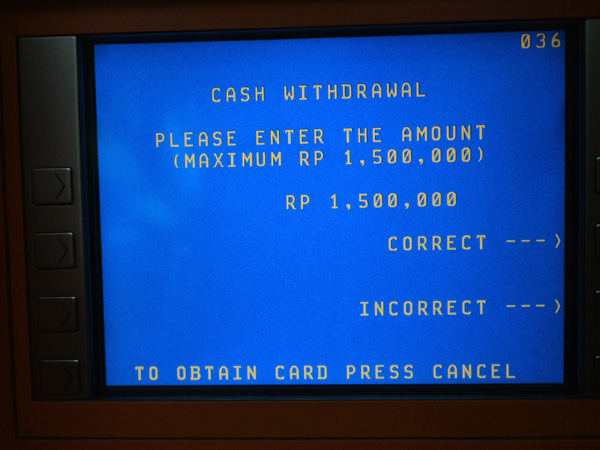 036
CASH WITHDRAWAL
PLEASE ENTER THE AMOUNT
(MAXIMUM RP 1,500,000)
RP 1,500,000
CORRECT --->
INCORRECT --->
TO OBTAIN CARD PRESS CANCEL